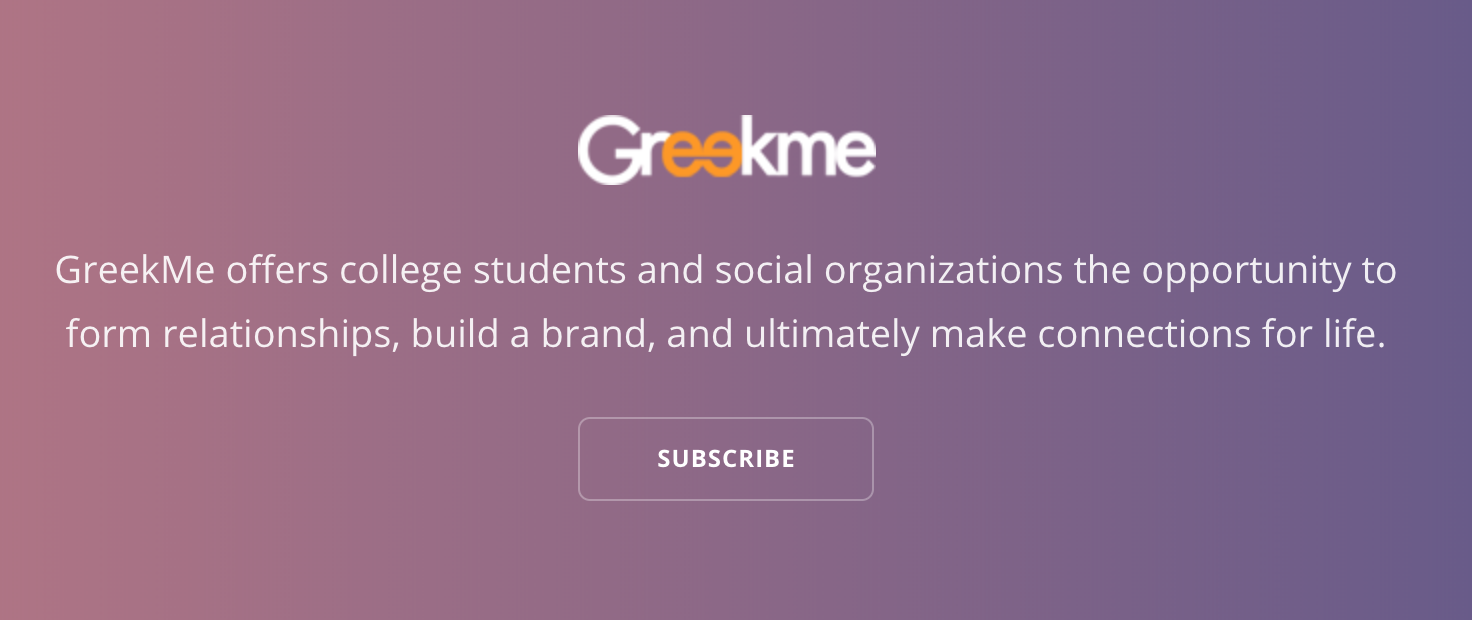 Greekme
GreekMe offers college students and social organizations the opportunity to
form relationships, build a brand, and ultimately make connections for life.
SUBSCRIBE